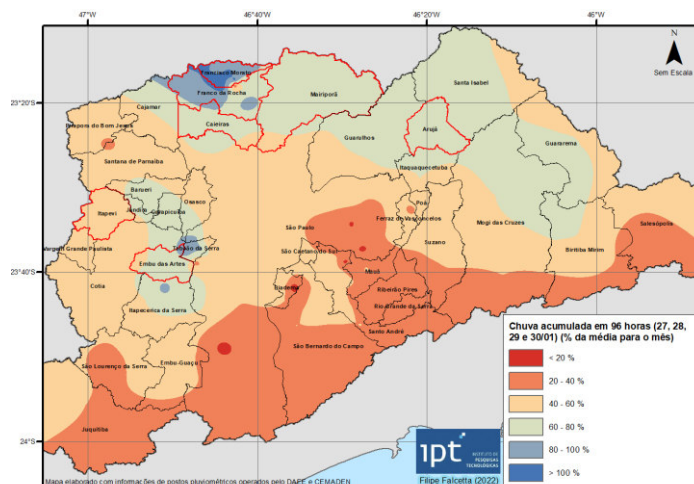 47°W
46°40'W
46°20'W
46°W
N
Sem Escala
Francisco Morato
Franco da Rocha
Mairiporã
Santa Isabel
23°20'S
Cajamar
Caieiras
Arujá
Pirapora do Bom Jesus
Guarulhos
Guararema
Santana de Parnaíba
Itaquaquecetuba
Barueri
Osasco
Itapevi
Jandira
Carapicuíba
Poá
Ferraz de Vasconcelos
Mogi das Cruzes
Salesópolis
São Paulo
Vargem Grande Paulista
Taboão da Serra
Suzano
Biritiba Mirim
São Caetano do Sul
23°40'S
Embu das Artes
Mauá
Cotia
Diadema
Ribeirão Pires
Rio Grande da Serra
Itapecerica da Serra
Santo André
São Bernardo do Campo
Embu-Guaçu
São Lourenço da Serra
Juquitiba
24°S
Chuva acumulada em 96 horas (27, 28,
29 e 30/01) (% da média para o mês)
< 20 %
20 - 40 %
40 - 60 %
60 - 80 %
80 - 100 %
> 100 %
ipt
INSTITUTO DE
PESQUISAS
TECNOLÓGICAS
Filipe Falcetta (2022)
Mapa elaborado com informações de postos pluviométricos operados pelo DAEE e CEMADEN